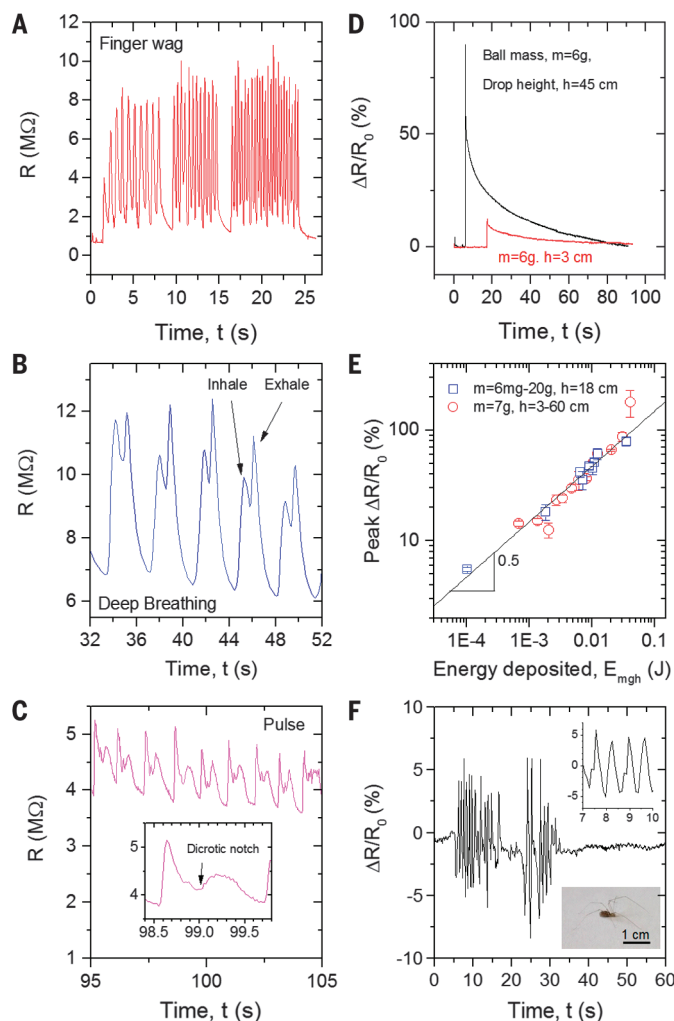 A
Finger wag
R (MΩ)
12
10
8
6
4
2
0
0 5 10 15 20 25
Time, t (s)
D
Ball mass, m=6g,
Drop height, h=45 cm
ΔR/R0 (%)
100
50
0
m=6g. h=3 cm
0 20 40 60 80 100
Time, t (s)
B
Inhale
Exhale
R (MΩ)
12
10
8
6
Deep Breathing
32 36 40 44 48 52
Time, t (s)
E
m=6mg-20g, h=18 cm
m=7g, h=3-60 cm
Peak ΔR/R0 (%)
100
10
0.5
1E-4 1E-3 0.01 0.1
Energy deposited, Emgh (J)
C
Pulse
R (MΩ)
5
4
3
2
1
Dicrotic notch
5
4
98.5 99.0 99.5
95 100 105
Time, t (s)
F
ΔR/R0 (%)
10
5
0
-5
-10
5
0
-5
7 8 9 10
1 cm
0 10 20 30 40 50 60
Time, t (s)